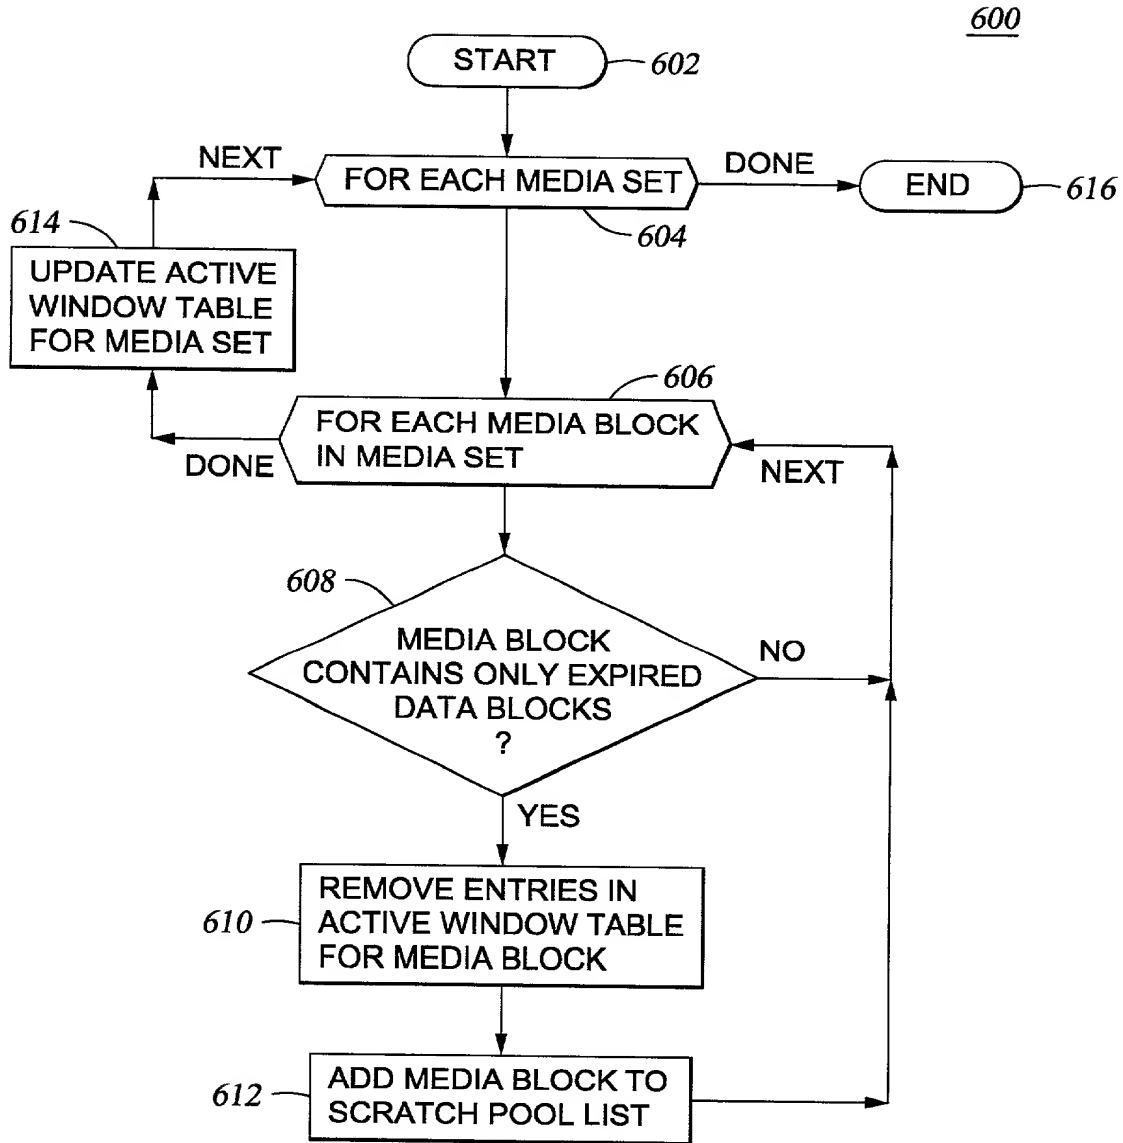 600
START
602
NEXT
FOR EACH MEDIA SET
DONE
END
616
604
614
UPDATE ACTIVE
WINDOW TABLE
FOR MEDIA SET
606
FOR EACH MEDIA BLOCK
IN MEDIA SET
DONE
NEXT
608
MEDIA BLOCK
CONTAINS ONLY EXPIRED
DATA BLOCKS
?
NO
YES
610
REMOVE ENTRIES IN
ACTIVE WINDOW TABLE
FOR MEDIA BLOCK
612
ADD MEDIA BLOCK TO
SCRATCH POOL LIST